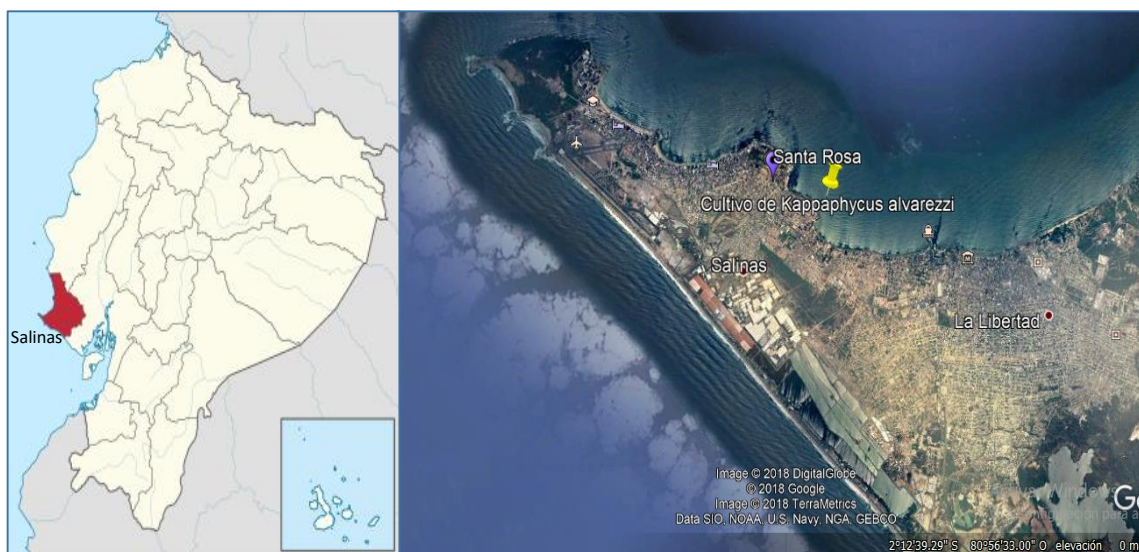 Salinas
Santa Rosa
Cultivo de Kappaphycus alvarezzi
Salinas
La Libertad
Image © 2018 DigitalGlobe
© 2018 Google
Image © 2018 TerraMetrics
Data SIO, NOAA, U.S. Navy, NGA, GEBCO
2°12'39.29" S 80°56'33.00" O elevación 0 m